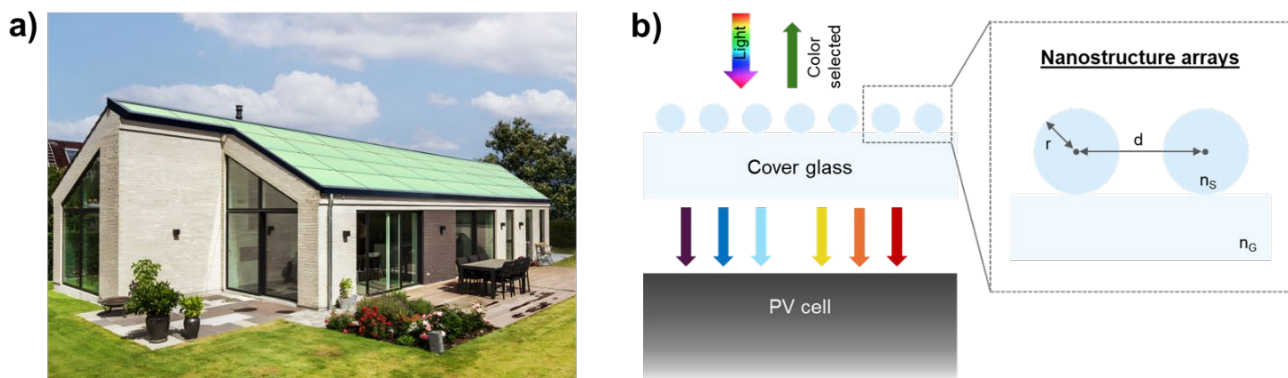 a)
b)
Light
Color
selected
Cover glass
PV cell
Nanostructure arrays
r
d
nS
nG